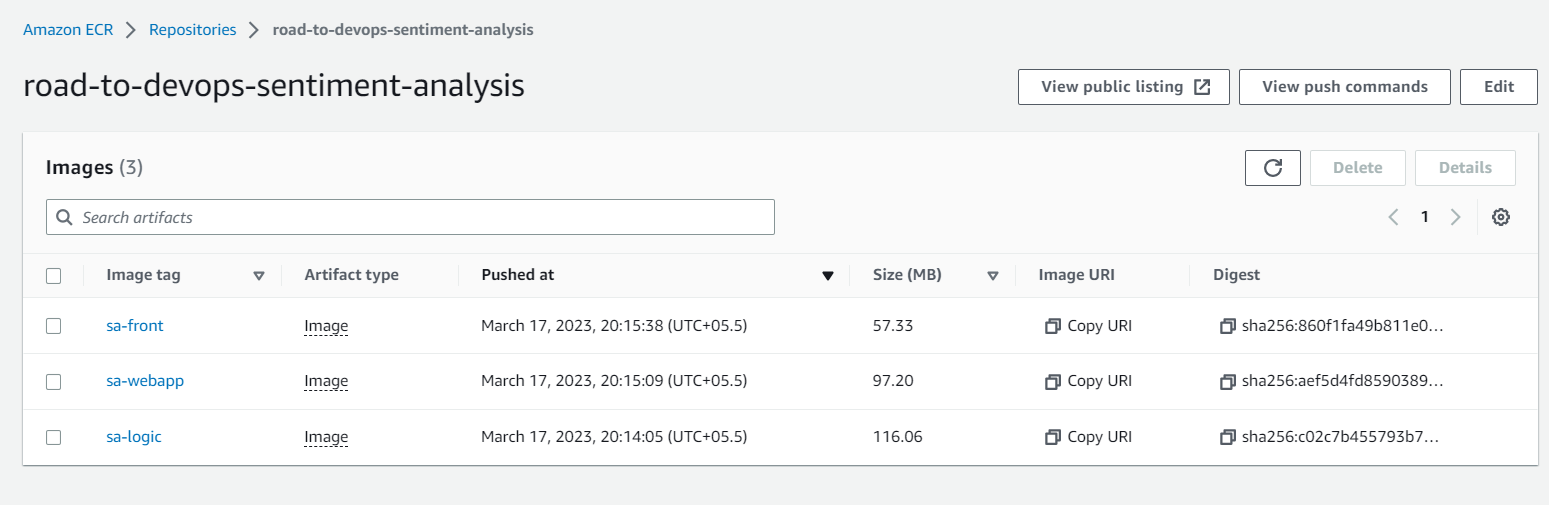 Amazon ECR > Repositories > road-to-devops-sentiment-analysis
road-to-devops-sentiment-analysis View public listing View push commands Edit
Images (3) Delete Details
Search artifacts 1
Image tag Artifact type Pushed at Size (MB) Image URI Digest
sa-front Image March 17, 2023, 20:15:38 (UTC+05.5) 57.33 Copy URI sha256:860f1fa49b811e0...
sa-webapp Image March 17, 2023, 20:15:09 (UTC+05.5) 97.20 Copy URI sha256:aef5d4fd8590389...
sa-logic Image March 17, 2023, 20:14:05 (UTC+05.5) 116.06 Copy URI sha256:c02c7b455793b7...